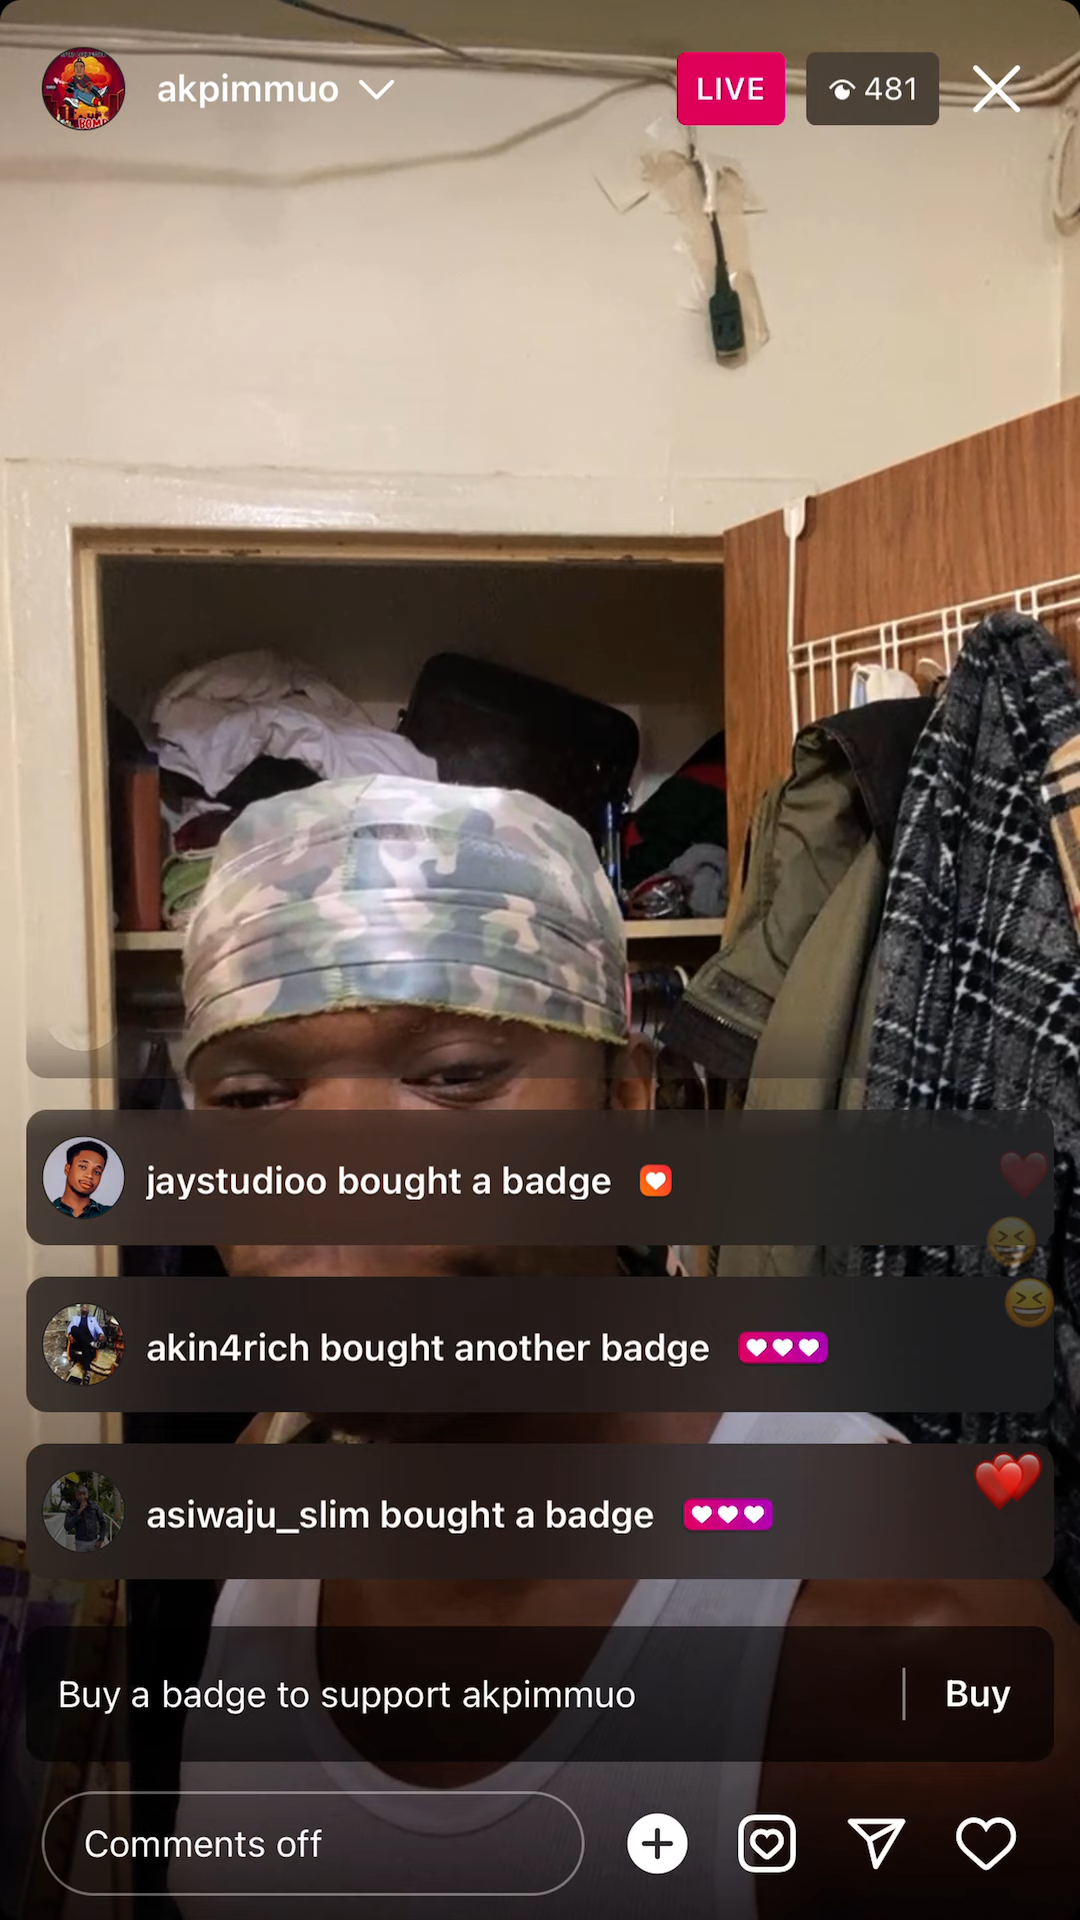 akpimmuo
LIVE
481
BOMB
jaystudioo bought a badge
akin4rich bought another badge
asiwaju_slim bought a badge
Buy a badge to support akpimmuo
Buy
Comments off